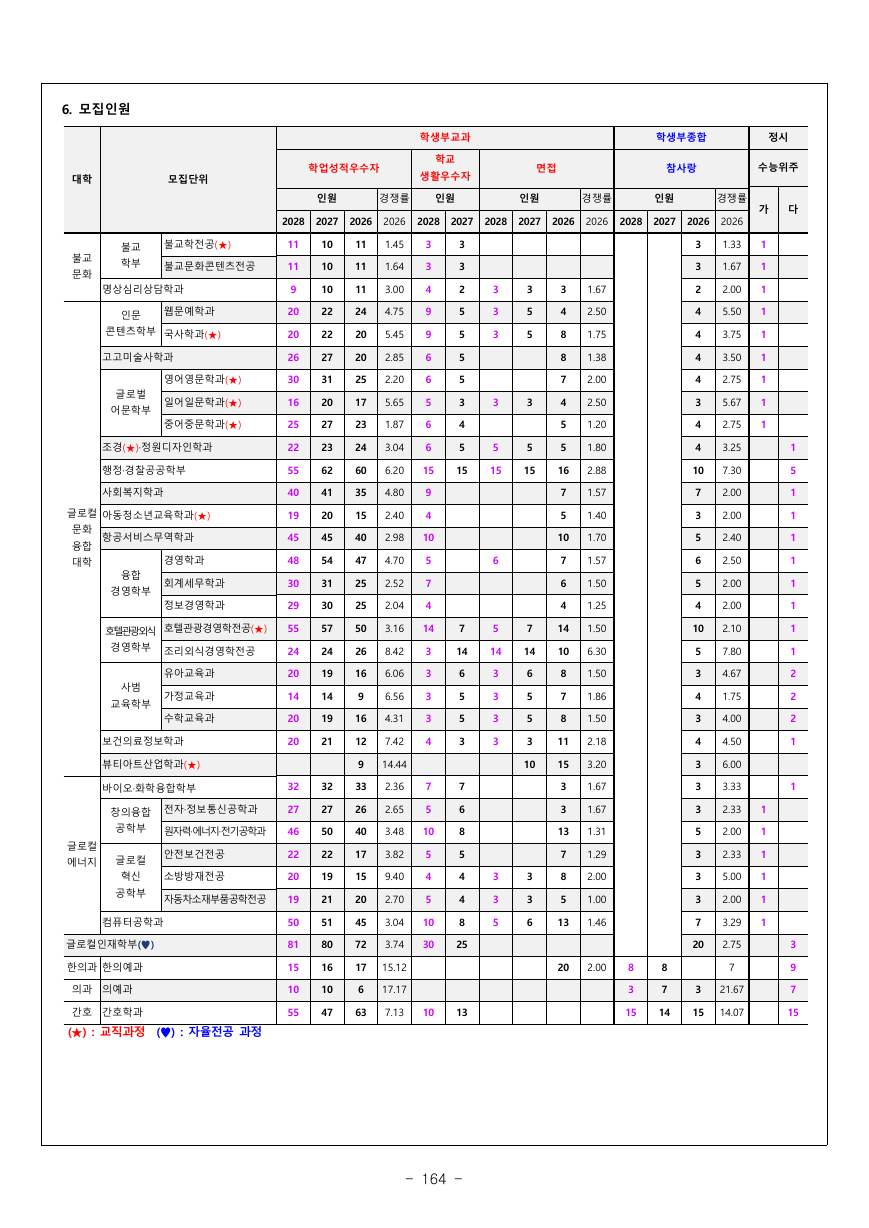 6. 모집인원
대학 모집단위 학생부교과 학생부종합 정시
학업성적우수자 학교 생활우수자 면접 참사랑 수능위주
인원 경쟁률 인원 인원 경쟁률 인원 경쟁률 가 다
2028 2027 2026 2026 2028 2027 2028 2027 2026 2026 2028 2027 2026 2026
불교 문화 불교 학부 불교학전공(★) 11 10 11 1.45 3 3 3 1.33 1
불교문화콘텐츠전공 11 10 11 1.64 3 3 3 1.67 1
명상심리상담학과 9 10 11 3.00 4 2 3 3 3 1.67 2 2.00 1
글로컬 문화 융합 대학 인문 콘텐츠학부 웹문예학과 20 22 24 4.75 9 5 3 5 4 2.50 4 5.50 1
국사학과(★) 20 22 20 5.45 9 5 3 5 8 1.75 4 3.75 1
고고미술사학과 26 27 20 2.85 6 5 8 1.38 4 3.50 1
글로벌 어문학부 영어영문학과(★) 30 31 25 2.20 6 5 7 2.00 4 2.75 1
일어일문학과(★) 16 20 17 5.65 5 3 3 3 4 2.50 3 5.67 1
중어중문학과(★) 25 27 23 1.87 6 4 5 1.20 4 2.75 1
조경(★)·정원디자인학과 22 23 24 3.04 6 5 5 5 5 1.80 4 3.25 1
행정·경찰공공학부 55 62 60 6.20 15 15 15 15 16 2.88 10 7.30 5
사회복지학과 40 41 35 4.80 9 7 1.57 7 2.00 1
아동청소년교육학과(★) 19 20 15 2.40 4 5 1.40 3 2.00 1
항공서비스무역학과 45 45 40 2.98 10 10 1.70 5 2.40 1
융합 경영학부 경영학과 48 54 47 4.70 5 6 7 1.57 6 2.50 1
회계세무학과 30 31 25 2.52 7 6 1.50 5 2.00 1
정보경영학과 29 30 25 2.04 4 4 1.25 4 2.00 1
호텔관광외식 경영학부 호텔관광경영학전공(★) 55 57 50 3.16 14 7 5 7 14 1.50 10 2.10 1
조리외식경영학전공 24 24 26 8.42 3 14 14 14 10 6.30 5 7.80 1
사범 교육학부 유아교육과 20 19 16 6.06 3 6 3 6 8 1.50 3 4.67 2
가정교육과 14 14 9 6.56 3 5 3 5 7 1.86 4 1.75 2
수학교육과 20 19 16 4.31 3 5 3 5 8 1.50 3 4.00 2
보건의료정보학과 20 21 12 7.42 4 3 3 3 11 2.18 4 4.50 1
뷰티아트산업학과(★) 9 14.44 10 15 3.20 3 6.00
글로컬 에너지 바이오·화학융합학부 32 32 33 2.36 7 7 3 1.67 3 3.33 1
창의융합 공학부 전자·정보통신공학과 27 27 26 2.65 5 6 3 1.67 3 2.33 1
원자력·에너지·전기공학과 46 50 40 3.48 10 8 13 1.31 5 2.00 1
글로컬 혁신 공학부 안전보건전공 22 22 17 3.82 5 5 7 1.29 3 2.33 1
소방방재전공 20 19 15 9.40 4 4 3 3 8 2.00 3 5.00 1
자동차소재부품공학전공 19 21 20 2.70 5 4 3 3 5 1.00 3 2.00 1
컴퓨터공학과 50 51 45 3.04 10 8 5 6 13 1.46 7 3.29 1
글로컬인재학부(♥) 81 80 72 3.74 30 25 20 2.75 3
한의과 한의예과 15 16 17 15.12 20 2.00 8 8 7 9
의과 의예과 10 10 6 17.17 3 7 3 21.67 7
간호 간호학과 55 47 63 7.13 10 13 15 14 15 14.07 15
(★) : 교직과정 (♥) : 자율전공 과정
- 164 -